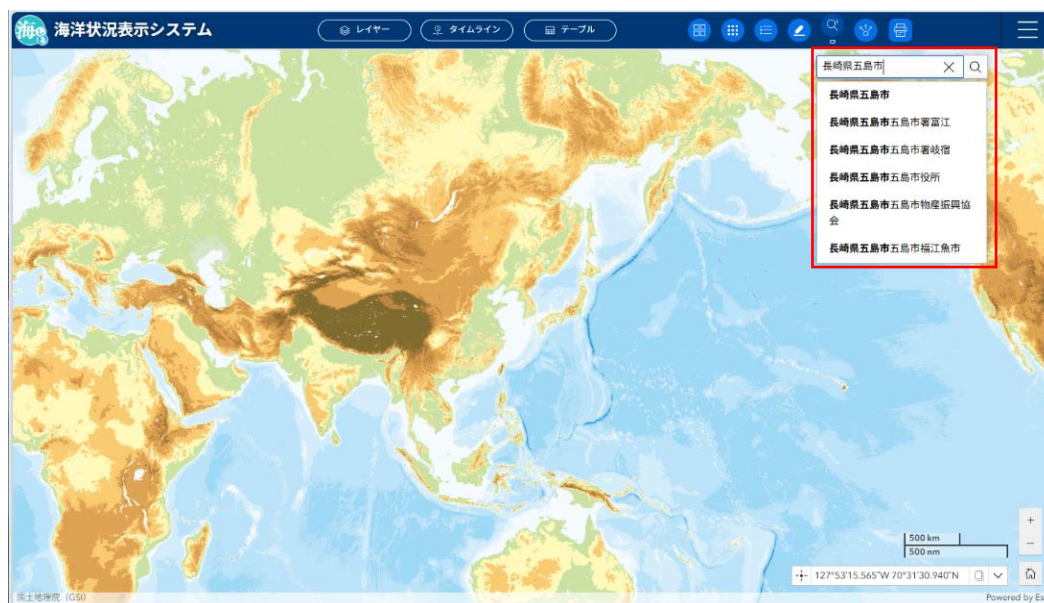 海しる 海洋状況表示システム
レイヤー
タイムライン
テーブル
長崎県五島市
長崎県五島市
長崎県五島市五島市署富江
長崎県五島市五島市署岐宿
長崎県五島市五島市役所
長崎県五島市五島市物産振興協
会
長崎県五島市五島市福江魚市
500 km
500 nm
127°53'15.565"W 70°31'30.940"N
国土地理院 (GSI)
Powered by Es